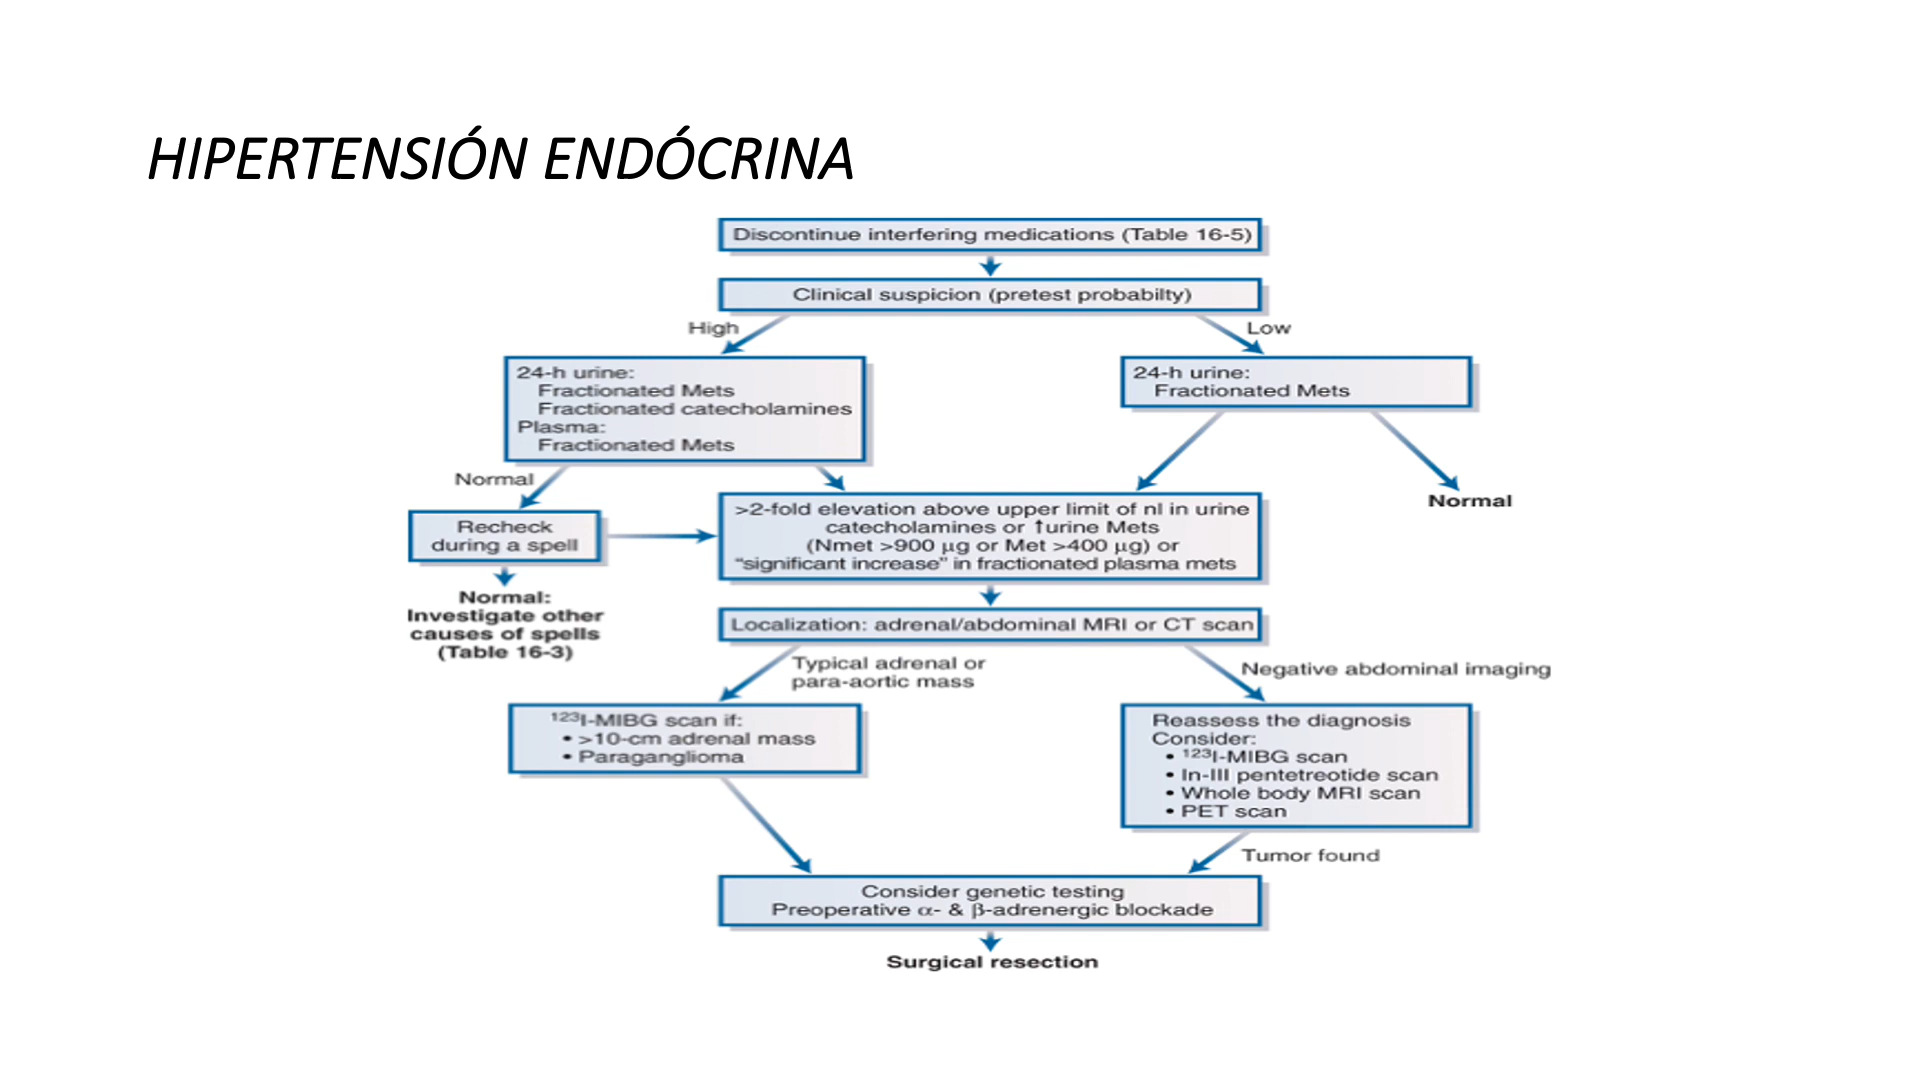 HIPERTENSIÓN ENDÓCRINA
Discontinue interfering medications (Table 16-5)
Clinical suspicion (pretest probabilty)
High
Low
24-h urine:
Fractionated Mets
Fractionated catecholamines
Plasma:
Fractionated Mets
24-h urine:
Fractionated Mets
Normal
Recheck
during a spell
>2-fold elevation above upper limit of nl in urine
catecholamines or ↑urine Mets
(Nmet >900 μg or Met >400 μg) or
“significant increase” in fractionated plasma mets
Normal
Normal:
Investigate other
causes of spells
(Table 16-3)
Localization: adrenal/abdominal MRI or CT scan
Typical adrenal or
para-aortic mass
Negative abdominal imaging
¹²³I-MIBG scan if:
• >10-cm adrenal mass
• Paraganglioma
Reassess the diagnosis
Consider:
• ¹²³I-MIBG scan
• In-III pentetreotide scan
• Whole body MRI scan
• PET scan
Tumor found
Consider genetic testing
Preoperative α- & β-adrenergic blockade
Surgical resection